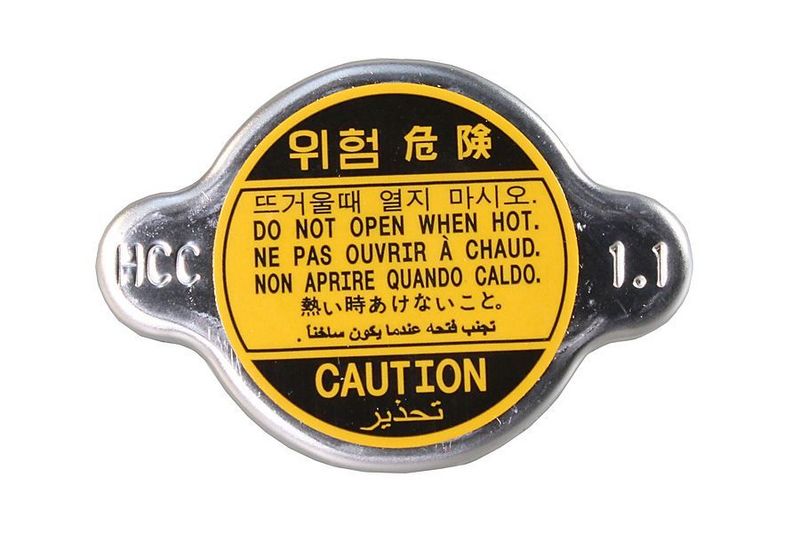 위험 危険
뜨거울때 열지 마시오.
DO NOT OPEN WHEN HOT.
NE PAS OUVRIR À CHAUD.
NON APRIRE QUANDO CALDO.
熱い時あけないこと。
تجنب فتحه عندما يكون ساخناً .
HCC
1.1
CAUTION
تحذير